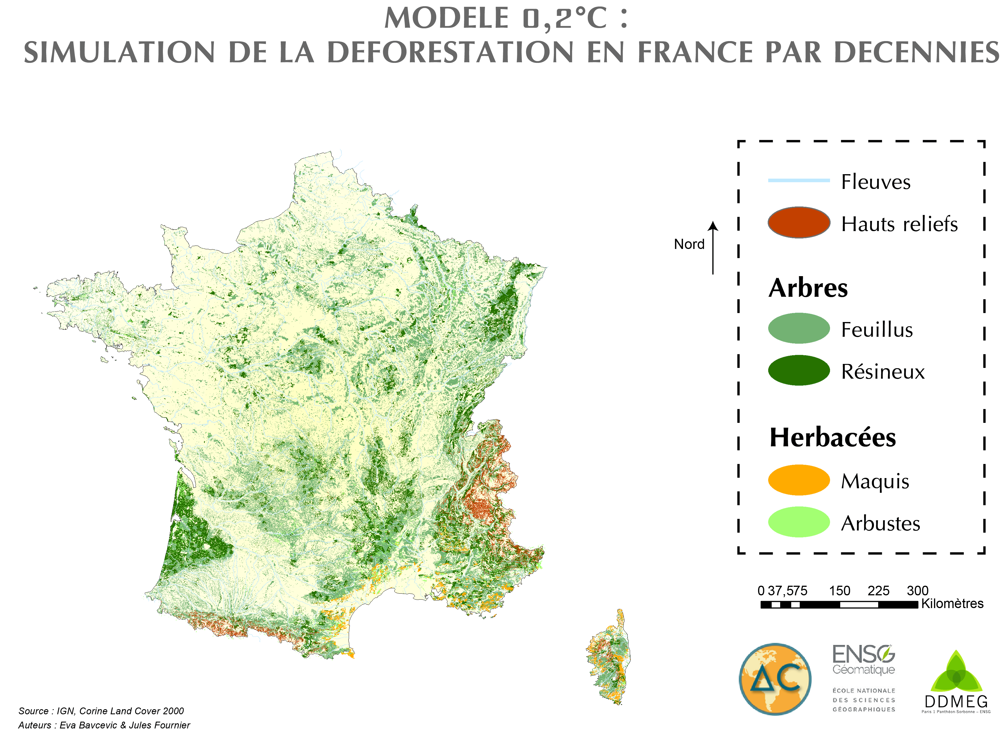 MODELE 0,2°C :
SIMULATION DE LA DEFORESTATION EN FRANCE PAR DECENNIES
Fleuves
Hauts reliefs
Nord
Arbres
Feuillus
Résineux
Herbacées
Maquis
Arbustes
0 37,575 150 225 300
Kilomètres
ΔC
ENSG
Géomatique
ÉCOLE NATIONALE
DES SCIENCES
GÉOGRAPHIQUES
DDMEG
Paris 1 Panthéon-Sorbonne – ENSG
Source : IGN, Corine Land Cover 2000
Auteurs : Eva Bavcevic & Jules Fournier